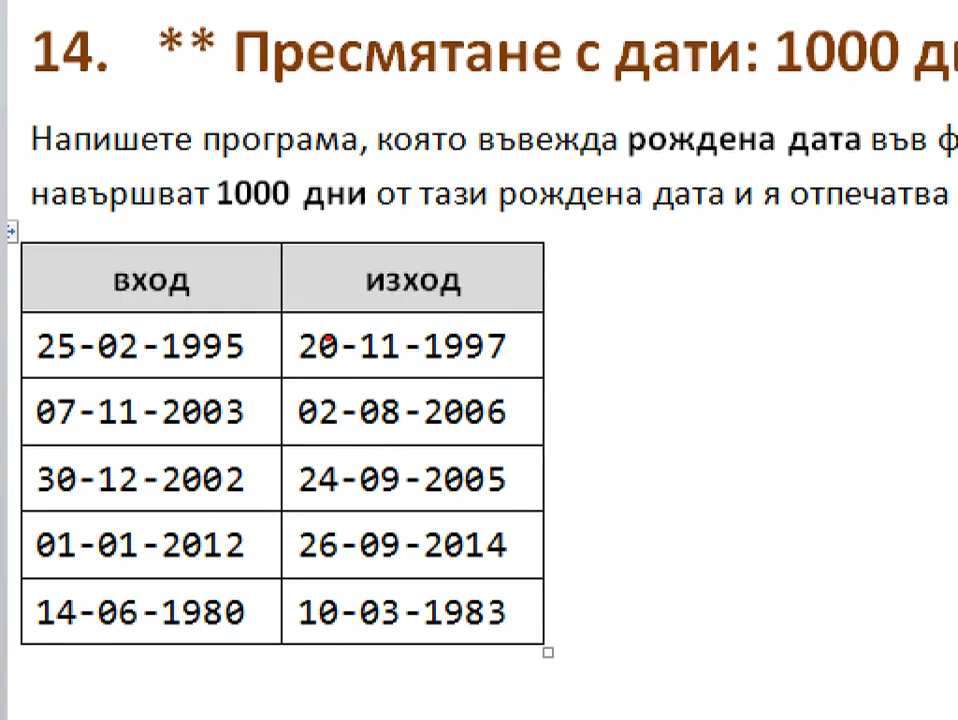 14. ** Пресмятане с дати: 1000
Напишете програма, която въвежда рождена дата във
навършват 1000 дни от тази рождена дата и я отпечатва
вход изход
25-02-1995 20-11-1997
07-11-2003 02-08-2006
30-12-2002 24-09-2005
01-01-2012 26-09-2014
14-06-1980 10-03-1983